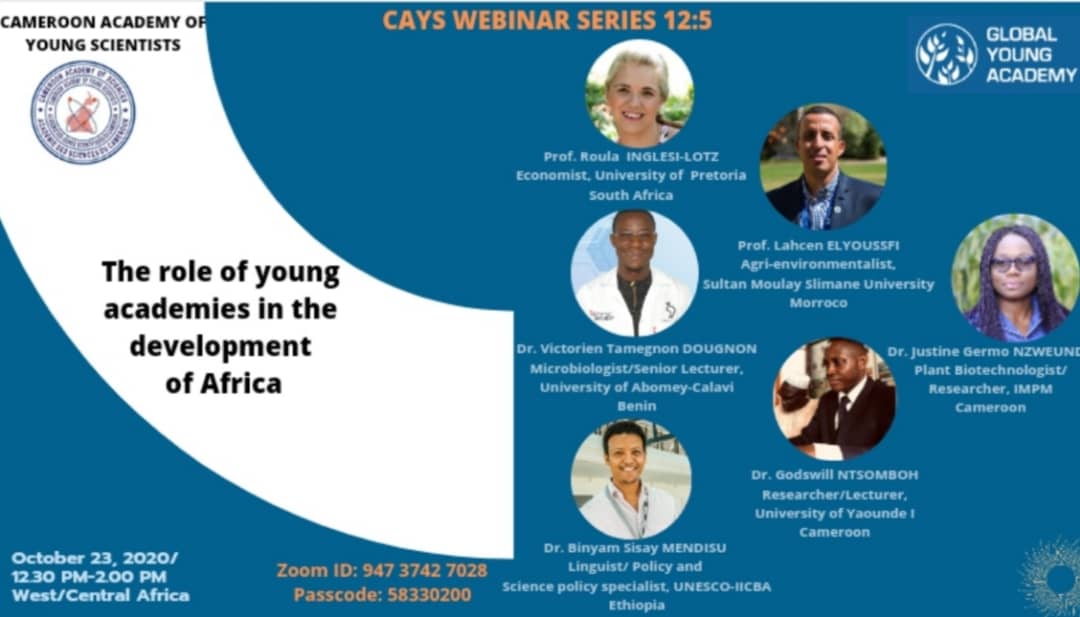 CAMEROON ACADEMY OF
YOUNG SCIENTISTS
CAYS WEBINAR SERIES 12:5
GLOBAL
YOUNG
ACADEMY
The role of young
academies in the
development
of Africa
Prof. Roula INGLESI-LOTZ
Economist, University of Pretoria
South Africa
Prof. Lahcen ELYOUSSFI
Agri-environmentalist,
Sultan Moulay Slimane University
Morroco
Dr. Victorien Tamegnon DOUGNON
Microbiologist/Senior Lecturer,
University of Abomey-Calavi
Benin
Dr. Justine Germo NZWEUND
Plant Biotechnologist/
Researcher, IMPM
Cameroon
Dr. Godswill NTSOMBOH
Researcher/Lecturer,
University of Yaounde I
Cameroon
Dr. Binyam Sisay MENDISU
Linguist/ Policy and
Science policy specialist, UNESCO-IICBA
Ethiopia
October 23, 2020/
12.30 PM-2.00 PM
West/Central Africa
Zoom ID: 947 3742 7028
Passcode: 58330200